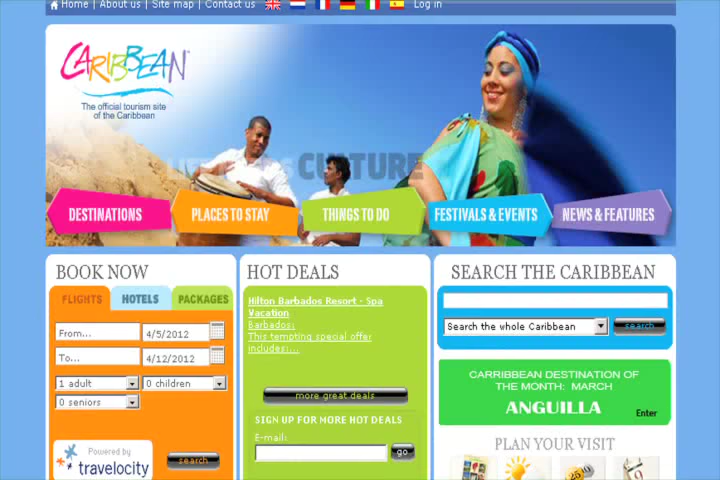 Home | About us | Site map | Contact us Log in
CARIBBEAN
The official tourism site
of the Caribbean
CULTURE
DESTINATIONS
PLACES TO STAY
THINGS TO DO
FESTIVALS & EVENTS
NEWS & FEATURES
BOOK NOW
FLIGHTS
HOTELS
PACKAGES
From...
4/5/2012
To...
4/12/2012
1 adult
0 children
0 seniors
Powered by
travelocity
search
HOT DEALS
Hilton Barbados Resort - Spa
Vacation
Barbados:
This tempting special offer
includes:...
more great deals
SIGN UP FOR MORE HOT DEALS
E-mail:
go
SEARCH THE CARIBBEAN
Search the whole Caribbean
search
CARRIBBEAN DESTINATION OF
THE MONTH: MARCH
ANGUILLA
Enter
PLAN YOUR VISIT